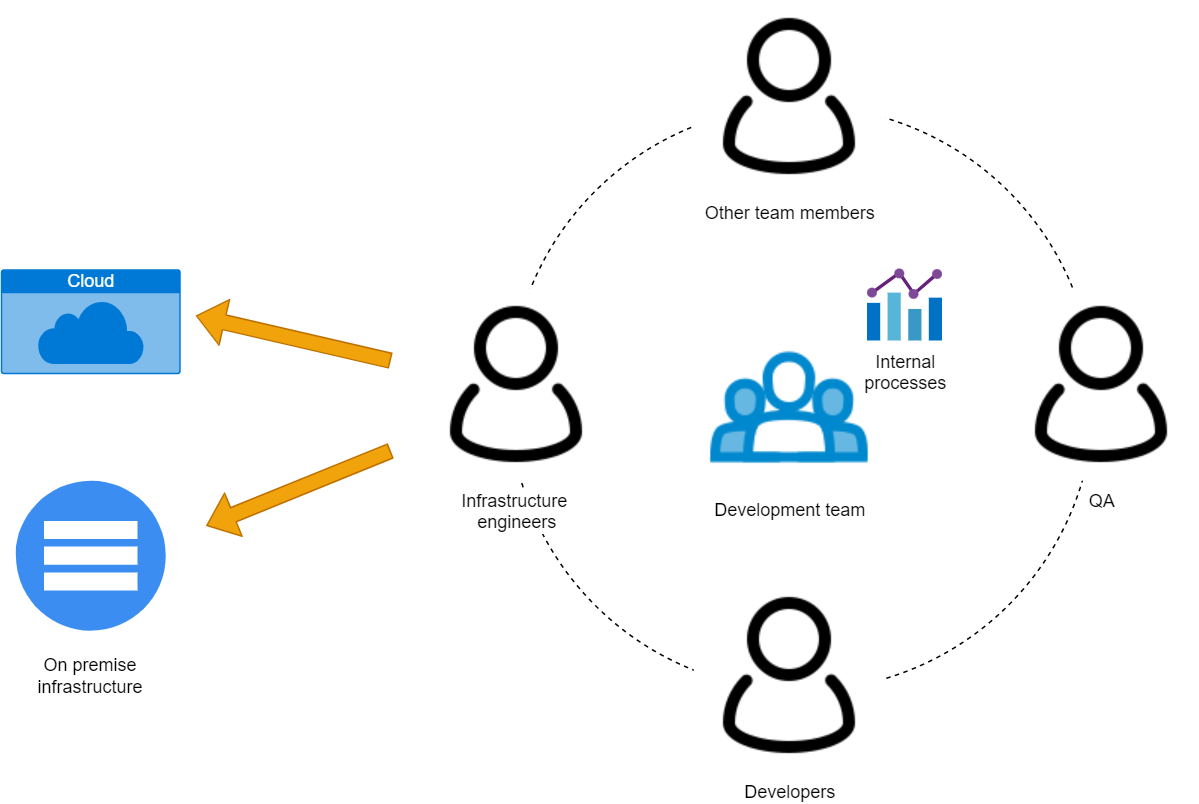 Other team members
Cloud
Internal
processes
Infrastructure
engineers
Development team
QA
On premise
infrastructure
Developers